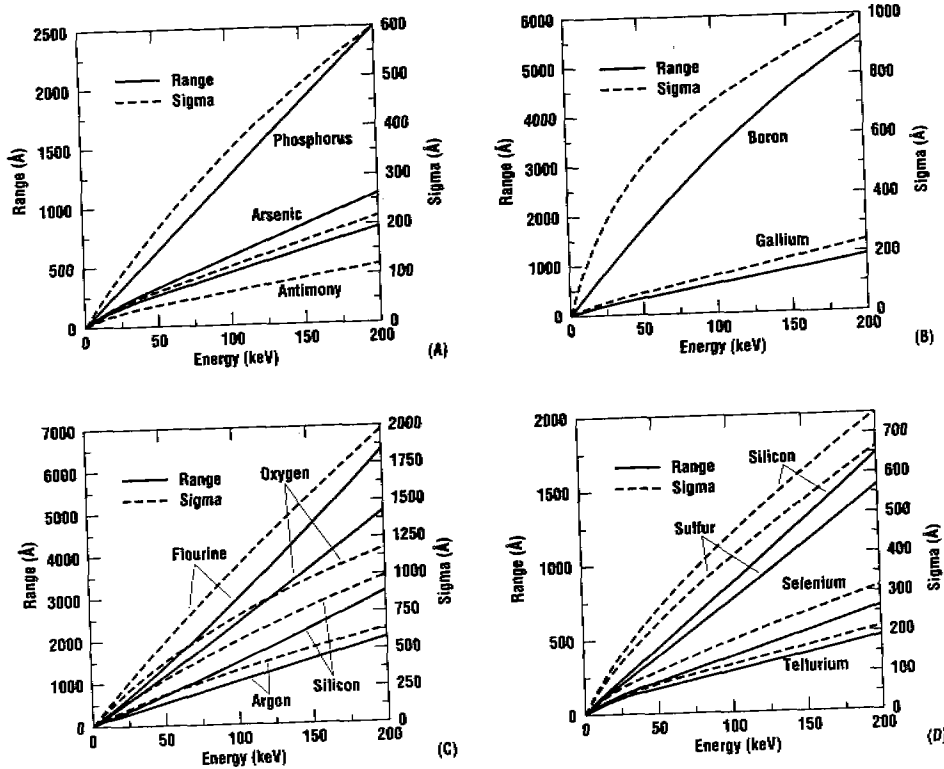 2500
2000
1500
1000
500
0
Range (Å)
Range
Sigma
Phosphorus
Arsenic
Antimony
600
500
400
300
200
100
0
Sigma (Å)
0 50 100 150 200
Energy (keV)
(A)
6000
5000
4000
3000
2000
1000
0
Range (Å)
Range
Sigma
Boron
Gallium
1000
800
600
400
200
0
Sigma (Å)
0 50 100 150 200
Energy (keV)
(B)
7000
6000
5000
4000
3000
2000
1000
0
Range (Å)
Range
Sigma
Oxygen
Flourine
Silicon
Argon
2000
1750
1500
1250
1000
750
500
250
0
Sigma (Å)
0 50 100 150 200
Energy (keV)
(C)
2000
1500
1000
500
0
Range (Å)
Range
Sigma
Silicon
Sulfur
Selenium
Tellurium
700
600
500
400
300
200
100
0
Sigma (Å)
0 50 100 150 200
Energy (keV)
(D)